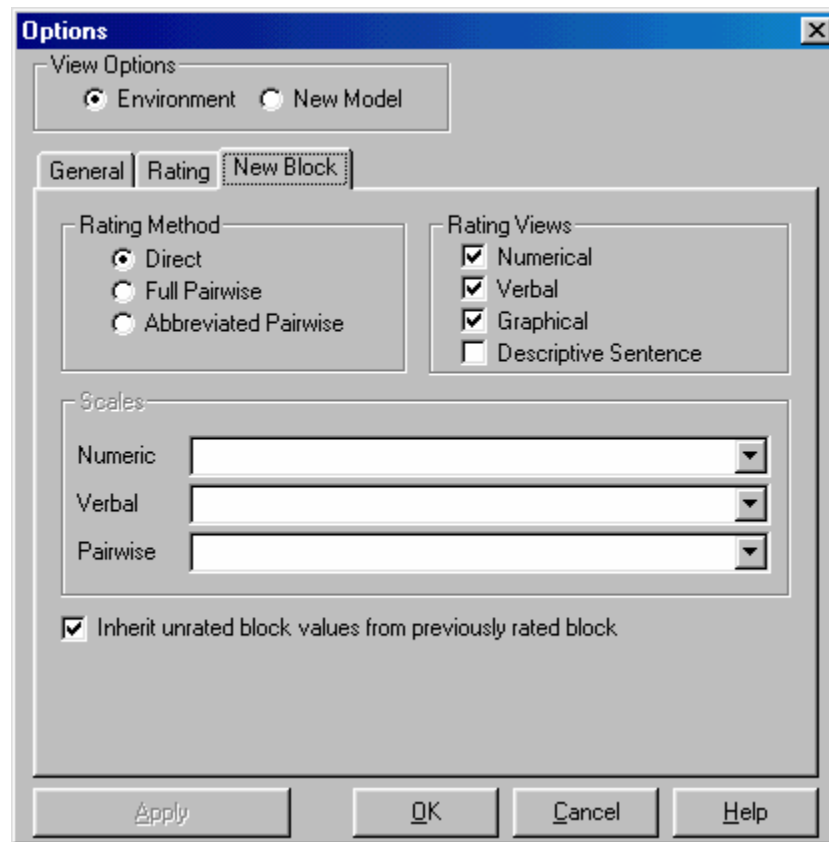 Options
View Options
Environment New Model
General Rating New Block
Rating Method
Direct
Full Pairwise
Abbreviated Pairwise
Rating Views
Numerical
Verbal
Graphical
Descriptive Sentence
Scales
Numeric
Verbal
Pairwise
Inherit unrated block values from previously rated block
Apply OK Cancel Help